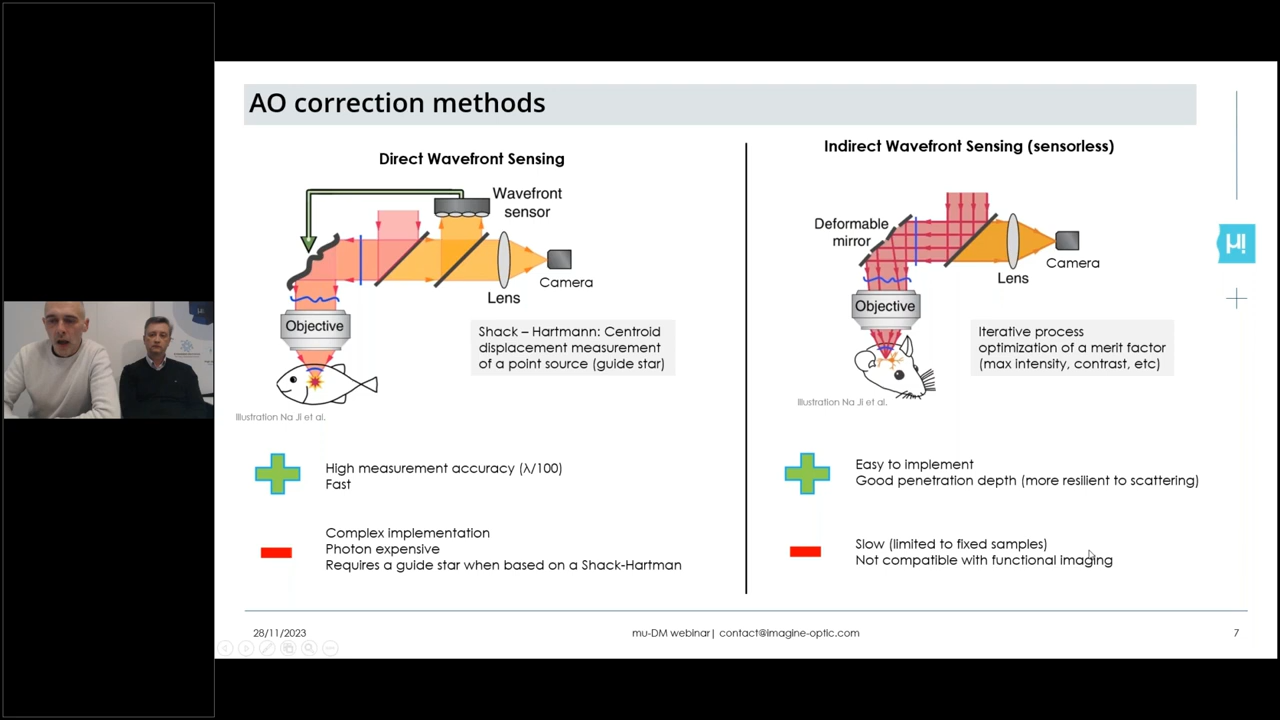 AO correction methods
Direct Wavefront Sensing
Wavefront
sensor
Camera
Lens
Objective
Shack – Hartmann: Centroid
displacement measurement
of a point source (guide star)
Illustration Na Ji et al.
High measurement accuracy (λ/100)
Fast
Complex implementation
Photon expensive
Requires a guide star when based on a Shack-Hartman
Indirect Wavefront Sensing (sensorless)
Deformable
mirror
Camera
Lens
Objective
Iterative process
optimization of a merit factor
(max intensity, contrast, etc)
Illustration Na Ji et al.
Easy to implement
Good penetration depth (more resilient to scattering)
Slow (limited to fixed samples)
Not compatible with functional imaging
µ!
28/11/2023
mu-DM webinar| contact@imagine-optic.com
7